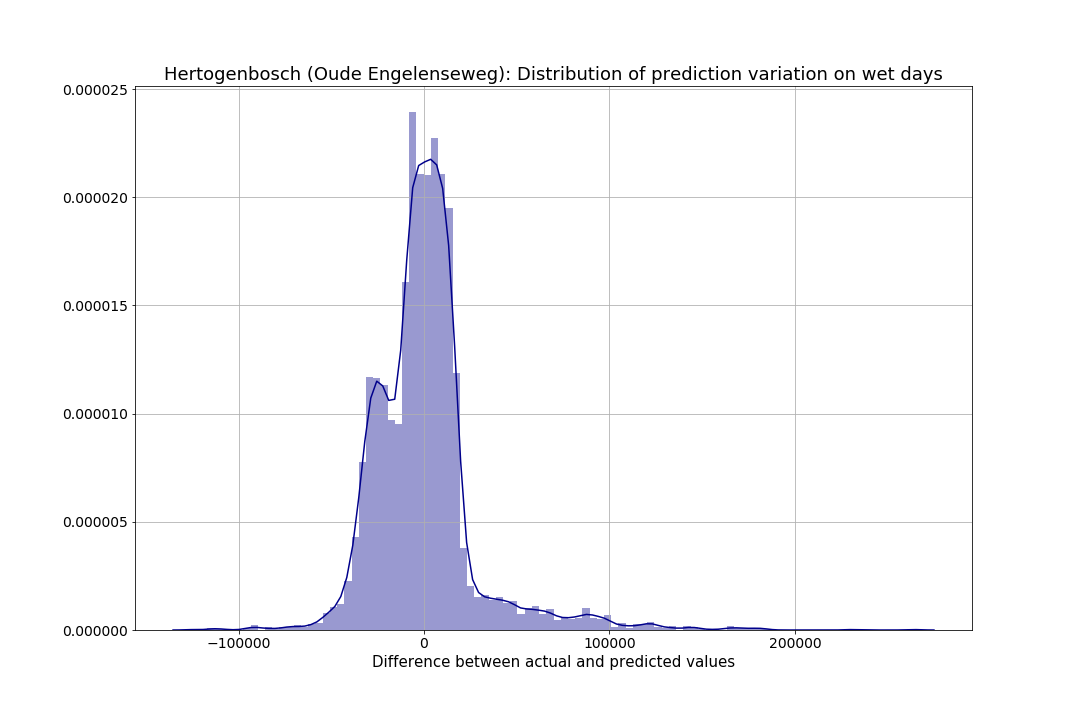 Hertogenbosch (Oude Engelenseweg): Distribution of prediction variation on wet days
0.000025
0.000020
0.000015
0.000010
0.000005
0.000000
−100000 0 100000 200000
Difference between actual and predicted values